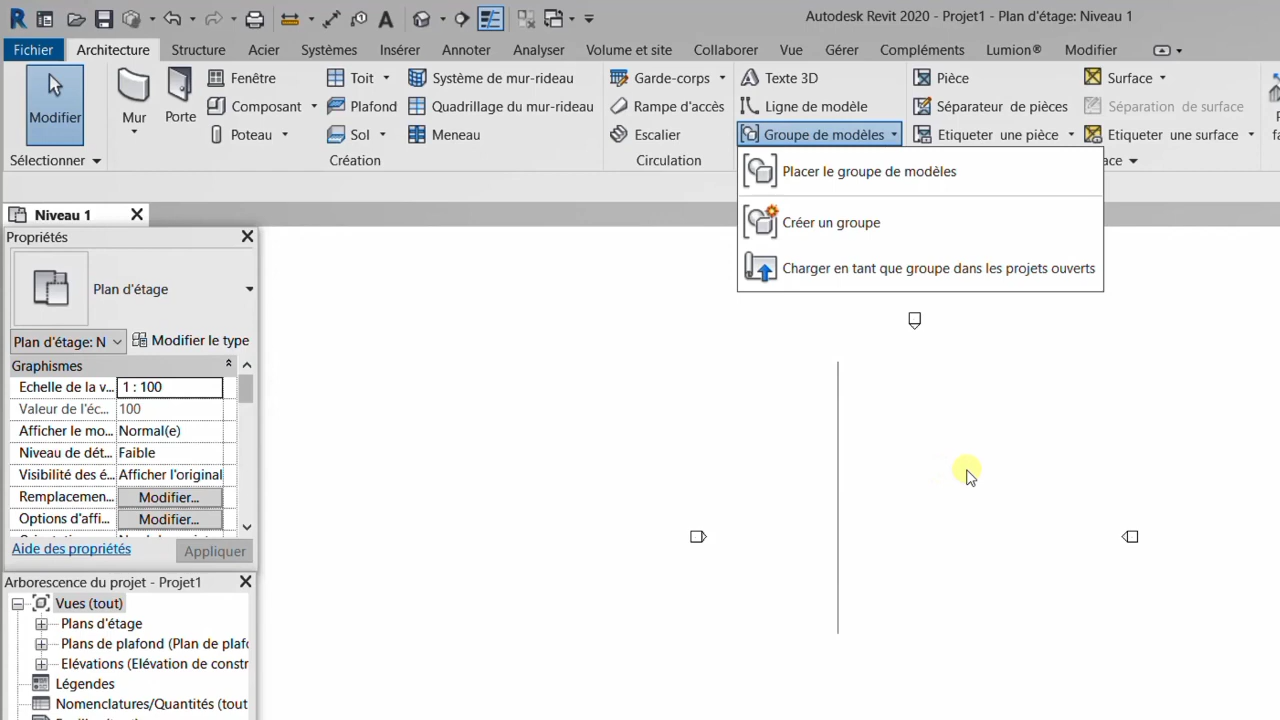 Autodesk Revit 2020 - Projet1 - Plan d'étage: Niveau 1
Fichier Architecture Structure Acier Systèmes Insérer Annoter Analyser Volume et site Collaborer Vue Gérer Compléments Lumion® Modifier
Modifier
Sélectionner
Mur
Porte
Fenêtre
Composant
Poteau
Toit
Plafond
Sol
Système de mur-rideau
Quadrillage du mur-rideau
Meneau
Création
Garde-corps
Rampe d'accès
Escalier
Circulation
Texte 3D
Ligne de modèle
Groupe de modèles
Placer le groupe de modèles
Créer un groupe
Charger en tant que groupe dans les projets ouverts
Pièce
Séparateur de pièces
Etiqueter une pièce
Surface
Séparation de surface
Etiqueter une surface
ace
Niveau 1
Propriétés
Plan d'étage
Plan d'étage: N Modifier le type
Graphismes
Echelle de la v... 1 : 100
Valeur de l'éc... 100
Afficher le mo... Normal(e)
Niveau de dét... Faible
Visibilité des é... Afficher l'original
Remplacemen... Modifier...
Options d'affi... Modifier...
Aide des propriétés Appliquer
Arborescence du projet - Projet1
Vues (tout)
Plans d'étage
Plans de plafond (Plan de plafo
Elévations (Elévation de constr
Légendes
Nomenclatures/Quantités (tout